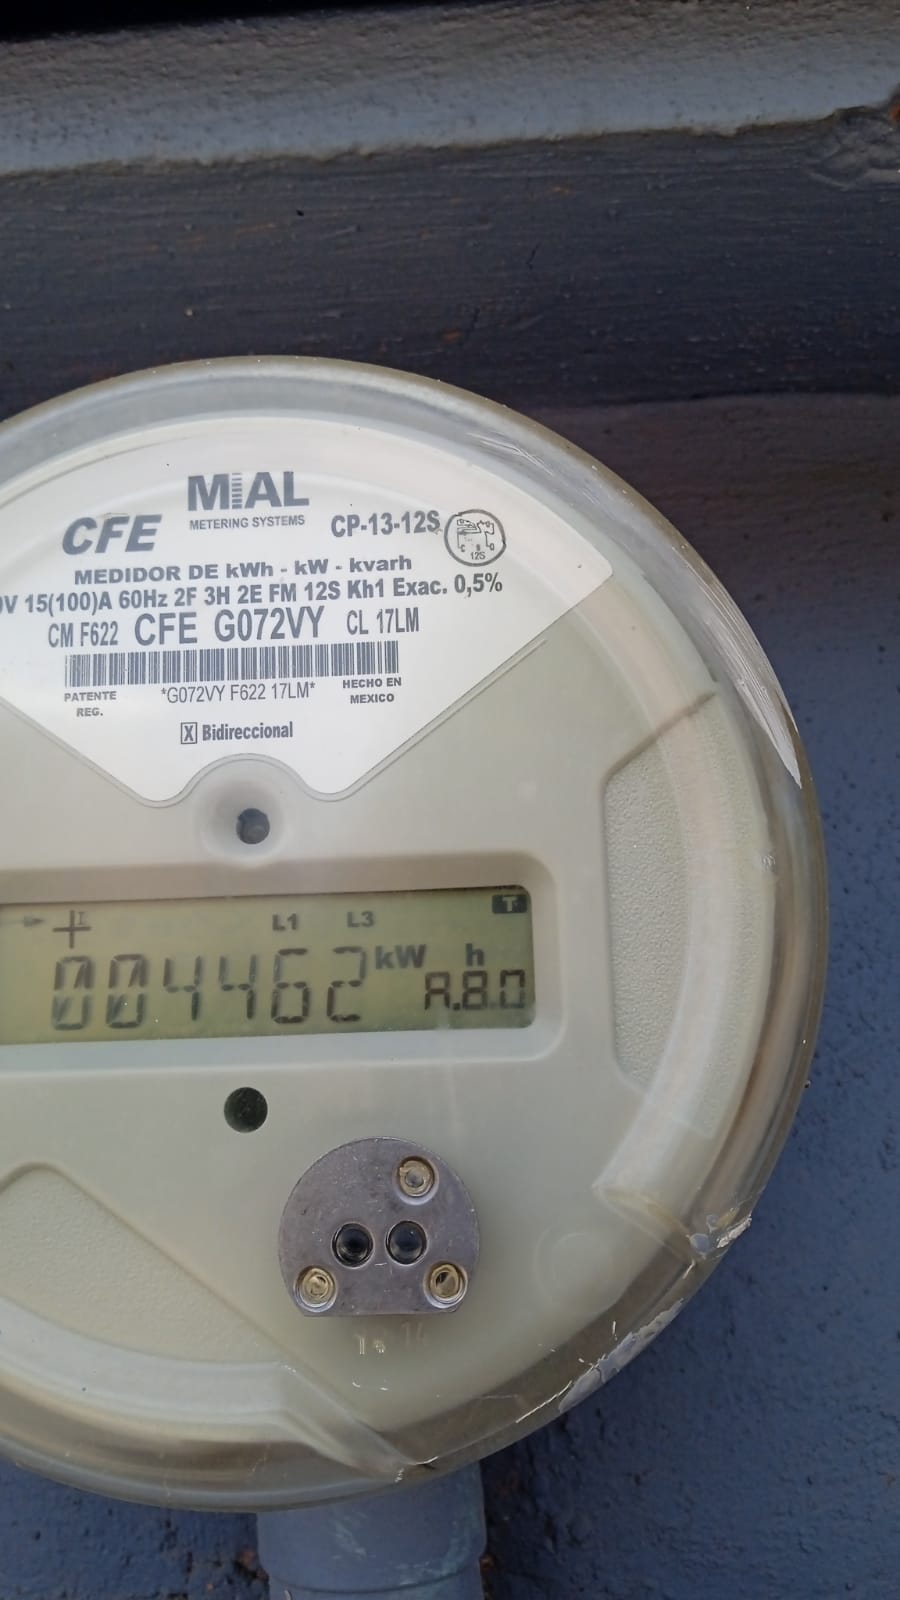 MIAL
METERING SYSTEMS
CFE
CP-13-12S
12S
MEDIDOR DE kWh - kW - kvarh
V 15(100)A 60Hz 2F 3H 2E FM 12S Kh1 Exac. 0,5%
CM F622 CFE G072VY CL 17LM
PATENTE REG.
*G072VY F622 17LM*
HECHO EN MEXICO
X Bidireccional
L1 L3 T
004462 kW h A.8.0
14 14